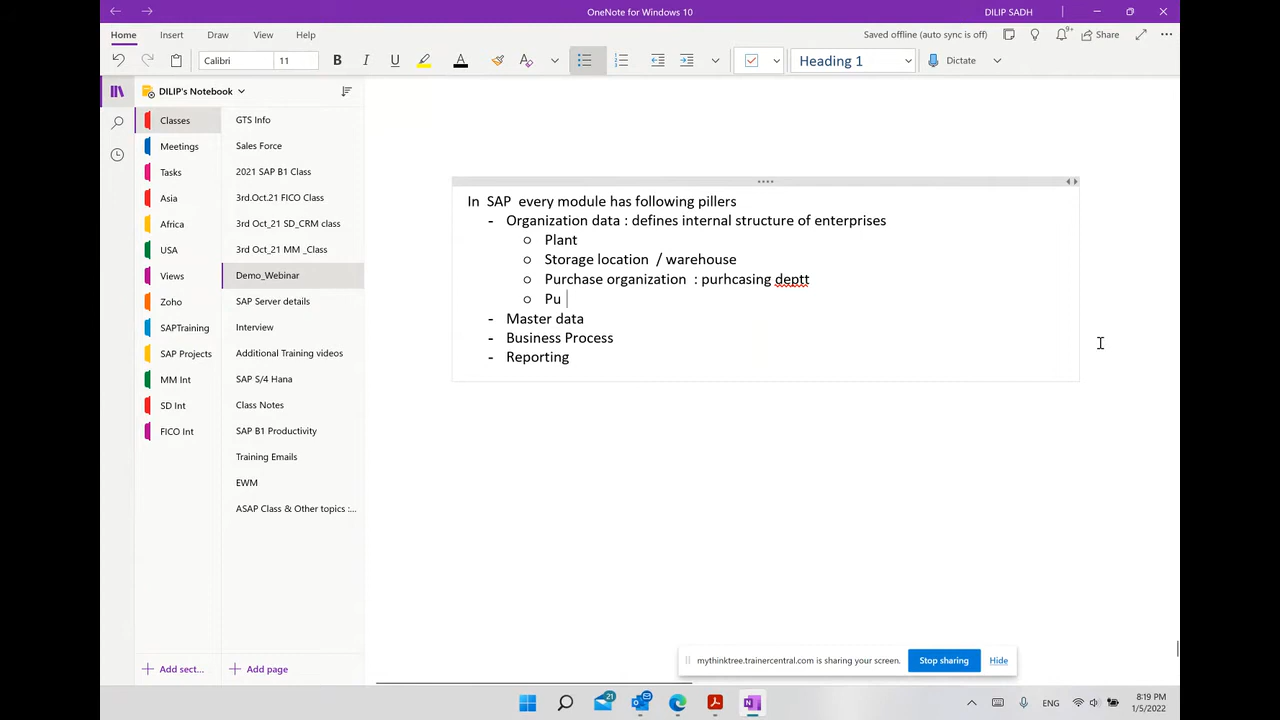 OneNote for Windows 10
DILIP SADH
Home Insert Draw View Help
Saved offline (auto sync is off)
Share
Calibri 11 B I U A Heading 1 Dictate
DILIP's Notebook
Classes
Meetings
Tasks
Asia
Africa
USA
Views
Zoho
SAPTraining
SAP Projects
MM Int
SD Int
FICO Int
Add sect...
GTS Info
Sales Force
2021 SAP B1 Class
3rd.Oct.21 FICO Class
3rd Oct_21 SD_CRM class
3rd Oct_21 MM _Class
Demo_Webinar
SAP Server details
Interview
Additional Training videos
SAP S/4 Hana
Class Notes
SAP B1 Productivity
Training Emails
EWM
ASAP Class & Other topics :...
Add page
In SAP every module has following pillers
- Organization data : defines internal structure of enterprises
○ Plant
○ Storage location / warehouse
○ Purchase organization : purhcasing deptt
○ Pu
- Master data
- Business Process
- Reporting
mythinktree.trainercentral.com is sharing your screen. Stop sharing Hide
21
ENG
8:19 PM
1/5/2022